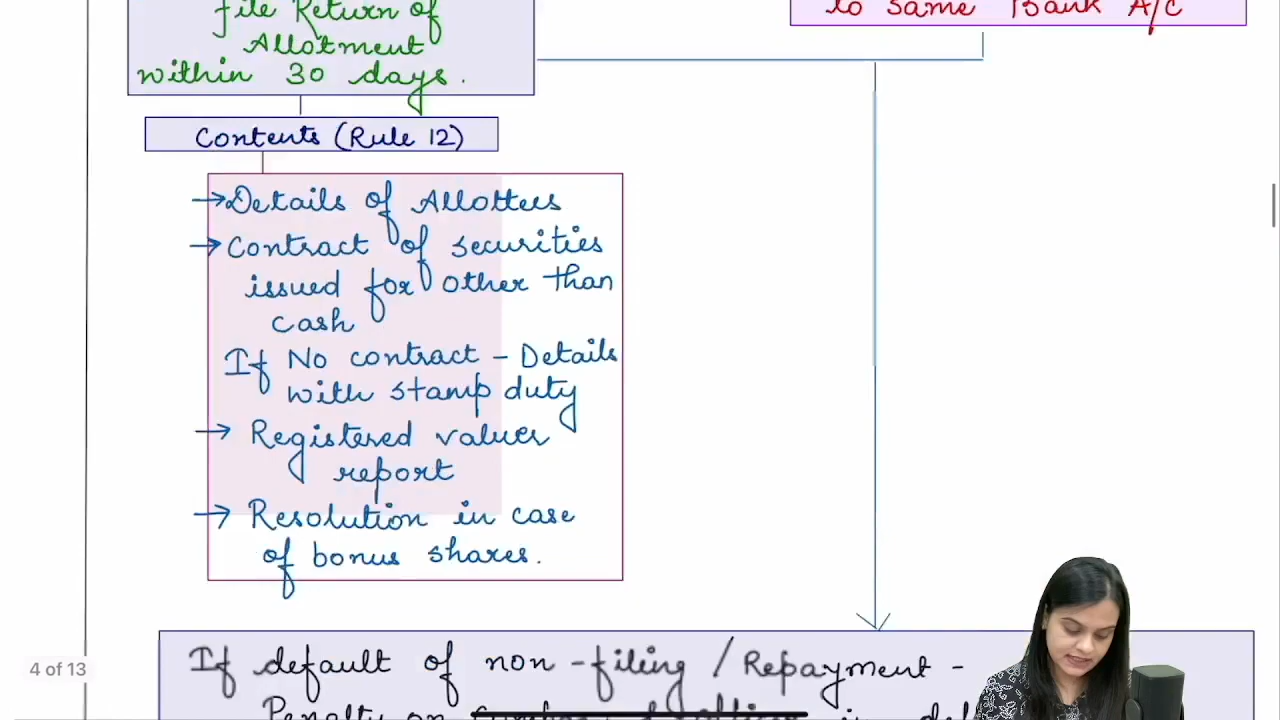 file Return of
to same Bank A/C
Allotment
within 30 days.
Contents (Rule 12)
→ Details of Allottees
→ Contract of securities
issued for other than
cash
If No contract - Details
with stamp duty
→ Registered valuer
report
→ Resolution in case
of bonus shares.
4 of 13
If default of non-filing / Repayment -
Penalty on